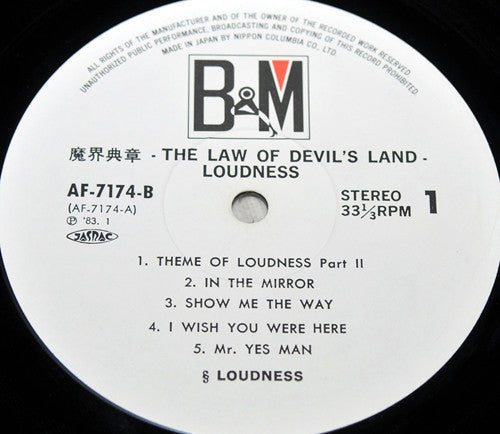 ALL RIGHTS OF THE MANUFACTURER AND OF THE OWNER OF THE RECORDED WORK RESERVED.
UNAUTHORIZED PUBLIC PERFORMANCE, BROADCASTING AND COPYING OF THIS RECORD PROHIBITED.
MADE IN JAPAN BY NIPPON COLUMBIA CO., LTD.
B&M
魔界典章 - THE LAW OF DEVIL'S LAND -
LOUDNESS
AF-7174-B
(AF-7174-A)
Ⓟ '83. 1
JASRAC
STEREO
33⅓RPM
1
1. THEME OF LOUDNESS Part II
2. IN THE MIRROR
3. SHOW ME THE WAY
4. I WISH YOU WERE HERE
5. Mr. YES MAN
§ LOUDNESS